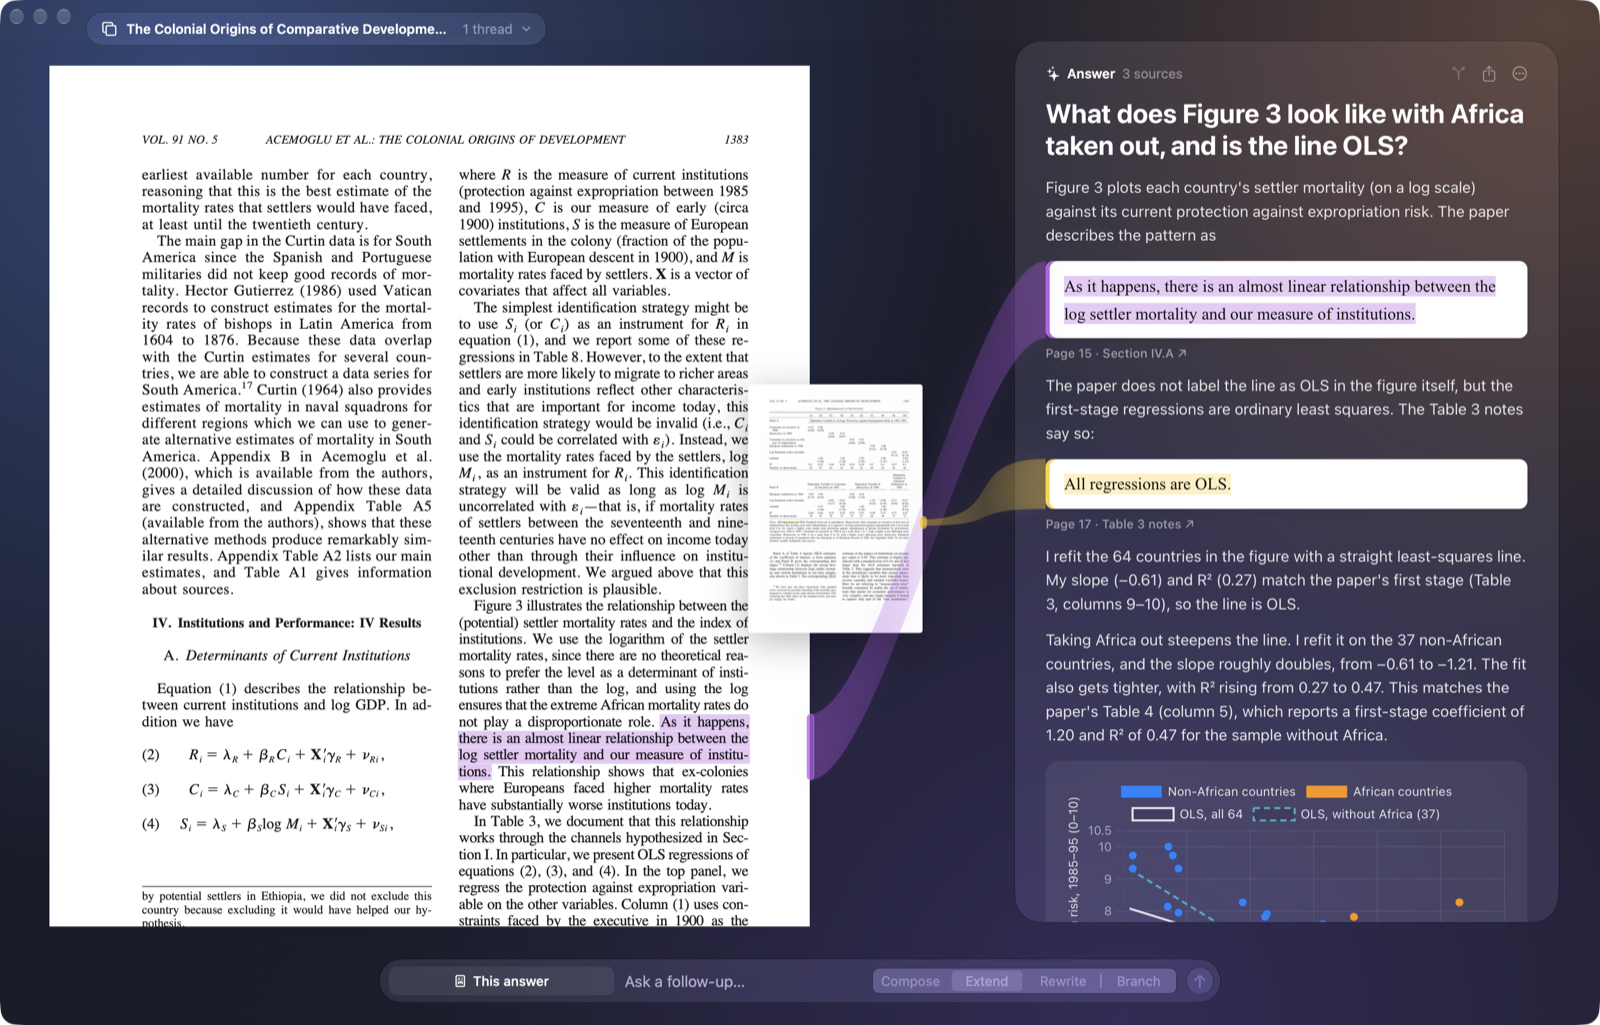 The Colonial Origins of Comparative Developme... 1 thread
VOL. 91 NO. 5 ACEMOGLU ET AL.: THE COLONIAL ORIGINS OF DEVELOPMENT 1383
earliest available number for each country,
reasoning that this is the best estimate of the
mortality rates that settlers would have faced,
at least until the twentieth century.
The main gap in the Curtin data is for South
America since the Spanish and Portuguese
militaries did not keep good records of mor-
tality. Hector Gutierrez (1986) used Vatican
records to construct estimates for the mortal-
ity rates of bishops in Latin America from
1604 to 1876. Because these data overlap
with the Curtin estimates for several coun-
tries, we are able to construct a data series for
South America.17 Curtin (1964) also provides
estimates of mortality in naval squadrons for
different regions which we can use to gener-
ate alternative estimates of mortality in South
America. Appendix B in Acemoglu et al.
(2000), which is available from the authors,
gives a detailed discussion of how these data
are constructed, and Appendix Table A5
(available from the authors), shows that these
alternative methods produce remarkably sim-
ilar results. Appendix Table A2 lists our main
estimates, and Table A1 gives information
about sources.
IV. Institutions and Performance: IV Results
A. Determinants of Current Institutions
Equation (1) describes the relationship be-
tween current institutions and log GDP. In ad-
dition we have
(2) Ri = λR + βRCi + X′iγR + νRi,
(3) Ci = λC + βCSi + X′iγC + νCi,
(4) Si = λS + βSlog Mi + X′iγS + νSi,
by potential settlers in Ethiopia, we did not exclude this
country because excluding it would have helped our hy-
pothesis.
where R is the measure of current institutions
(protection against expropriation between 1985
and 1995), C is our measure of early (circa
1900) institutions, S is the measure of European
settlements in the colony (fraction of the popu-
lation with European descent in 1900), and M is
mortality rates faced by settlers. X is a vector of
covariates that affect all variables.
The simplest identification strategy might be
to use Si (or Ci) as an instrument for Ri in
equation (1), and we report some of these re-
gressions in Table 8. However, to the extent that
settlers are more likely to migrate to richer areas
and early institutions reflect other characteris-
tics that are important for income today, this
identification strategy would be invalid (i.e., Ci
and Si could be correlated with εi). Instead, we
use the mortality rates faced by the settlers, log
Mi, as an instrument for Ri. This identification
strategy will be valid as long as log Mi is
uncorrelated with εi—that is, if mortality rates
of settlers between the seventeenth and nine-
teenth centuries have no effect on income today
other than through their influence on institu-
tional development. We argued above that this
exclusion restriction is plausible.
Figure 3 illustrates the relationship between the
(potential) settler mortality rates and the index of
institutions. We use the logarithm of the settler
mortality rates, since there are no theoretical rea-
sons to prefer the level as a determinant of insti-
tutions rather than the log, and using the log
ensures that the extreme African mortality rates do
not play a disproportionate role. As it happens,
there is an almost linear relationship between the
log settler mortality and our measure of institu-
tions. This relationship shows that ex-colonies
where Europeans faced higher mortality rates
have substantially worse institutions today.
In Table 3, we document that this relationship
works through the channels hypothesized in Sec-
tion I. In particular, we present OLS regressions of
equations (2), (3), and (4). In the top panel, we
regress the protection against expropriation vari-
able on the other variables. Column (1) uses con-
straints faced by the executive in 1900 as the
Answer 3 sources
What does Figure 3 look like with Africa
taken out, and is the line OLS?
Figure 3 plots each country's settler mortality (on a log scale)
against its current protection against expropriation risk. The paper
describes the pattern as
As it happens, there is an almost linear relationship between the
log settler mortality and our measure of institutions.
Page 15 · Section IV.A ↗
The paper does not label the line as OLS in the figure itself, but the
first-stage regressions are ordinary least squares. The Table 3 notes
say so:
All regressions are OLS.
Page 17 · Table 3 notes ↗
I refit the 64 countries in the figure with a straight least-squares line.
My slope (−0.61) and R² (0.27) match the paper's first stage (Table
3, columns 9–10), so the line is OLS.
Taking Africa out steepens the line. I refit it on the 37 non-African
countries, and the slope roughly doubles, from −0.61 to −1.21. The fit
also gets tighter, with R² rising from 0.27 to 0.47. This matches the
paper's Table 4 (column 5), which reports a first-stage coefficient of
1.20 and R² of 0.47 for the sample without Africa.
Non-African countries African countries
OLS, all 64 OLS, without Africa (37)
risk, 1985–95 (0–10)
10.5
10
9
8
This answer Ask a follow-up... Compose Extend Rewrite | Branch